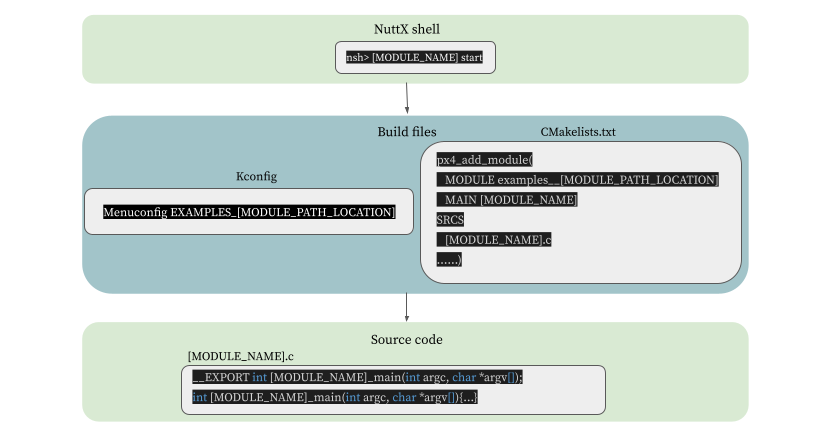 NuttX shell
nsh> [MODULE_NAME] start
Build files
CMakelists.txt
Kconfig
Menuconfig EXAMPLES_[MODULE_PATH_LOCATION]
px4_add_module(
MODULE examples__[MODULE_PATH_LOCATION]
MAIN [MODULE_NAME]
SRCS
[MODULE_NAME].c
......)
Source code
[MODULE_NAME].c
__EXPORT int [MODULE_NAME]_main(int argc, char *argv[]);
int [MODULE_NAME]_main(int argc, char *argv[]){...}